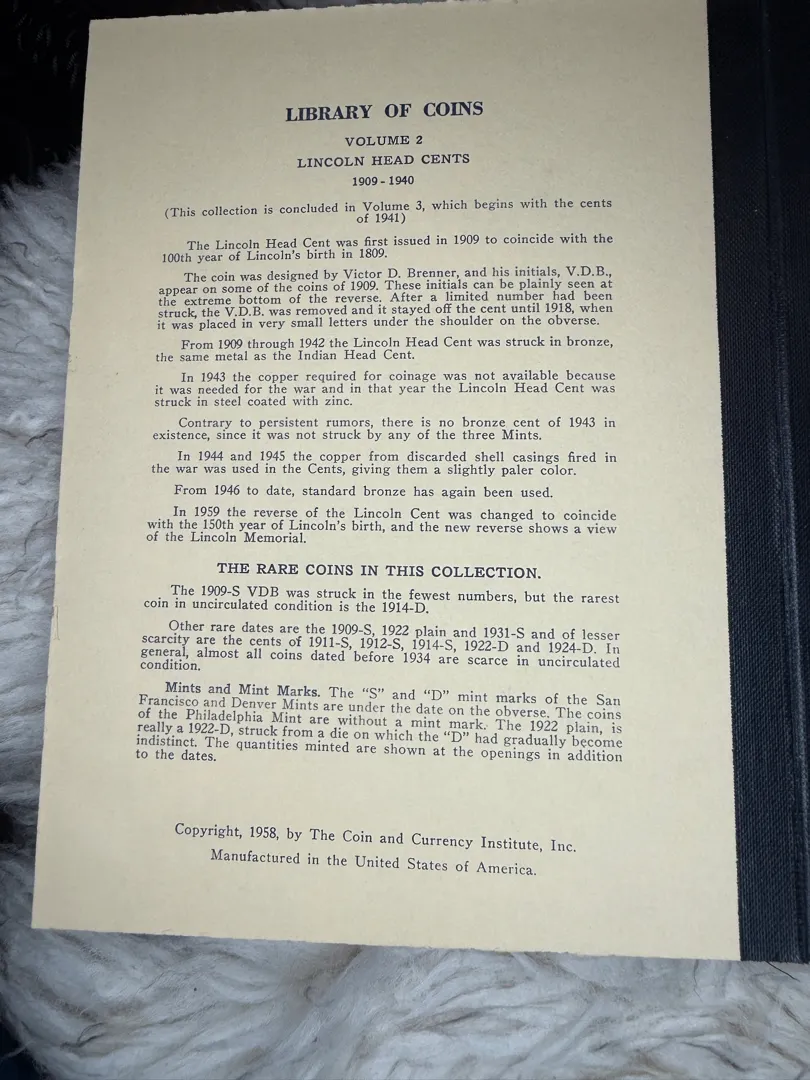 LIBRARY OF COINS
VOLUME 2
LINCOLN HEAD CENTS
1909 - 1940
(This collection is concluded in Volume 3, which begins with the cents
of 1941)
The Lincoln Head Cent was first issued in 1909 to coincide with the
100th year of Lincoln's birth in 1809.
The coin was designed by Victor D. Brenner, and his initials, V.D.B.,
appear on some of the coins of 1909. These initials can be plainly seen at
the extreme bottom of the reverse. After a limited number had been
struck, the V.D.B. was removed and it stayed off the cent until 1918, when
it was placed in very small letters under the shoulder on the obverse.
From 1909 through 1942 the Lincoln Head Cent was struck in bronze,
the same metal as the Indian Head Cent.
In 1943 the copper required for coinage was not available because
it was needed for the war and in that year the Lincoln Head Cent was
struck in steel coated with zinc.
Contrary to persistent rumors, there is no bronze cent of 1943 in
existence, since it was not struck by any of the three Mints.
In 1944 and 1945 the copper from discarded shell casings fired in
the war was used in the Cents, giving them a slightly paler color.
From 1946 to date, standard bronze has again been used.
In 1959 the reverse of the Lincoln Cent was changed to coincide
with the 150th year of Lincoln's birth, and the new reverse shows a view
of the Lincoln Memorial.
THE RARE COINS IN THIS COLLECTION.
The 1909-S VDB was struck in the fewest numbers, but the rarest
coin in uncirculated condition is the 1914-D.
Other rare dates are the 1909-S, 1922 plain and 1931-S and of lesser
scarcity are the cents of 1911-S, 1912-S, 1914-S, 1922-D and 1924-D. In
general, almost all coins dated before 1934 are scarce in uncirculated
condition.
Mints and Mint Marks. The "S" and "D" mint marks of the San
Francisco and Denver Mints are under the date on the obverse. The coins
of the Philadelphia Mint are without a mint mark. The 1922 plain, is
really a 1922-D, struck from a die on which the "D" had gradually become
indistinct. The quantities minted are shown at the openings in addition
to the dates.
Copyright, 1958, by The Coin and Currency Institute, Inc.
Manufactured in the United States of America.